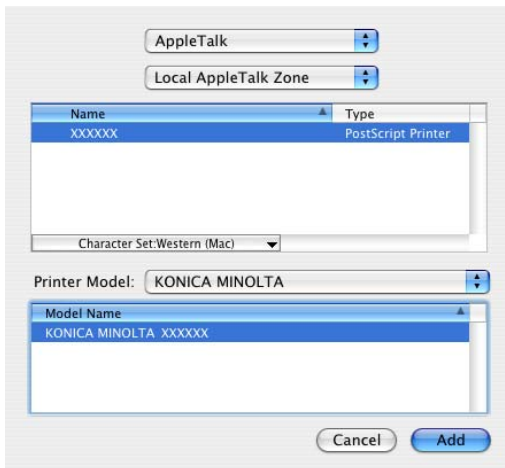 AppleTalk
Local AppleTalk Zone
Name Type
XXXXXX PostScript Printer
Character Set:Western (Mac)
Printer Model: KONICA MINOLTA
Model Name
KONICA MINOLTA XXXXXX
Cancel Add